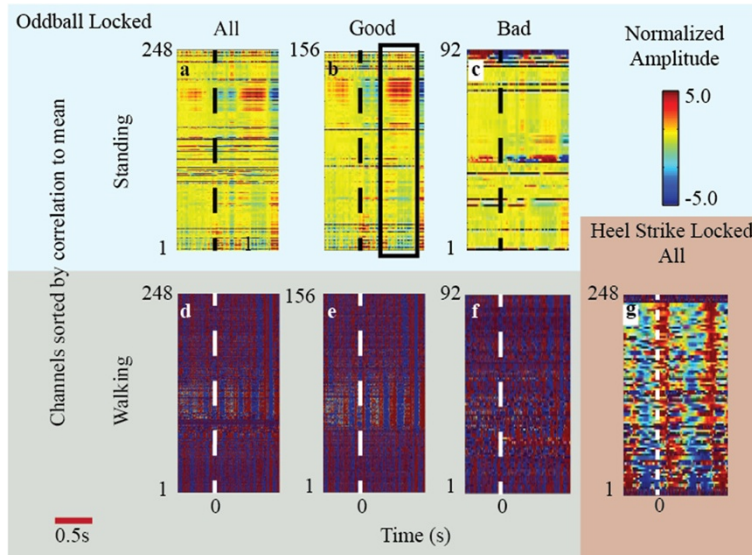 Oddball Locked
All
Good
Bad
Normalized
Amplitude
248
a
156
b
92
c
5.0
-5.0
Standing
1
1
1
1
Channels sorted by correlation to mean
Heel Strike Locked
All
248
d
156
e
92
f
248
g
Walking
1
1
1
1
0
0
0
0
0.5s
Time (s)